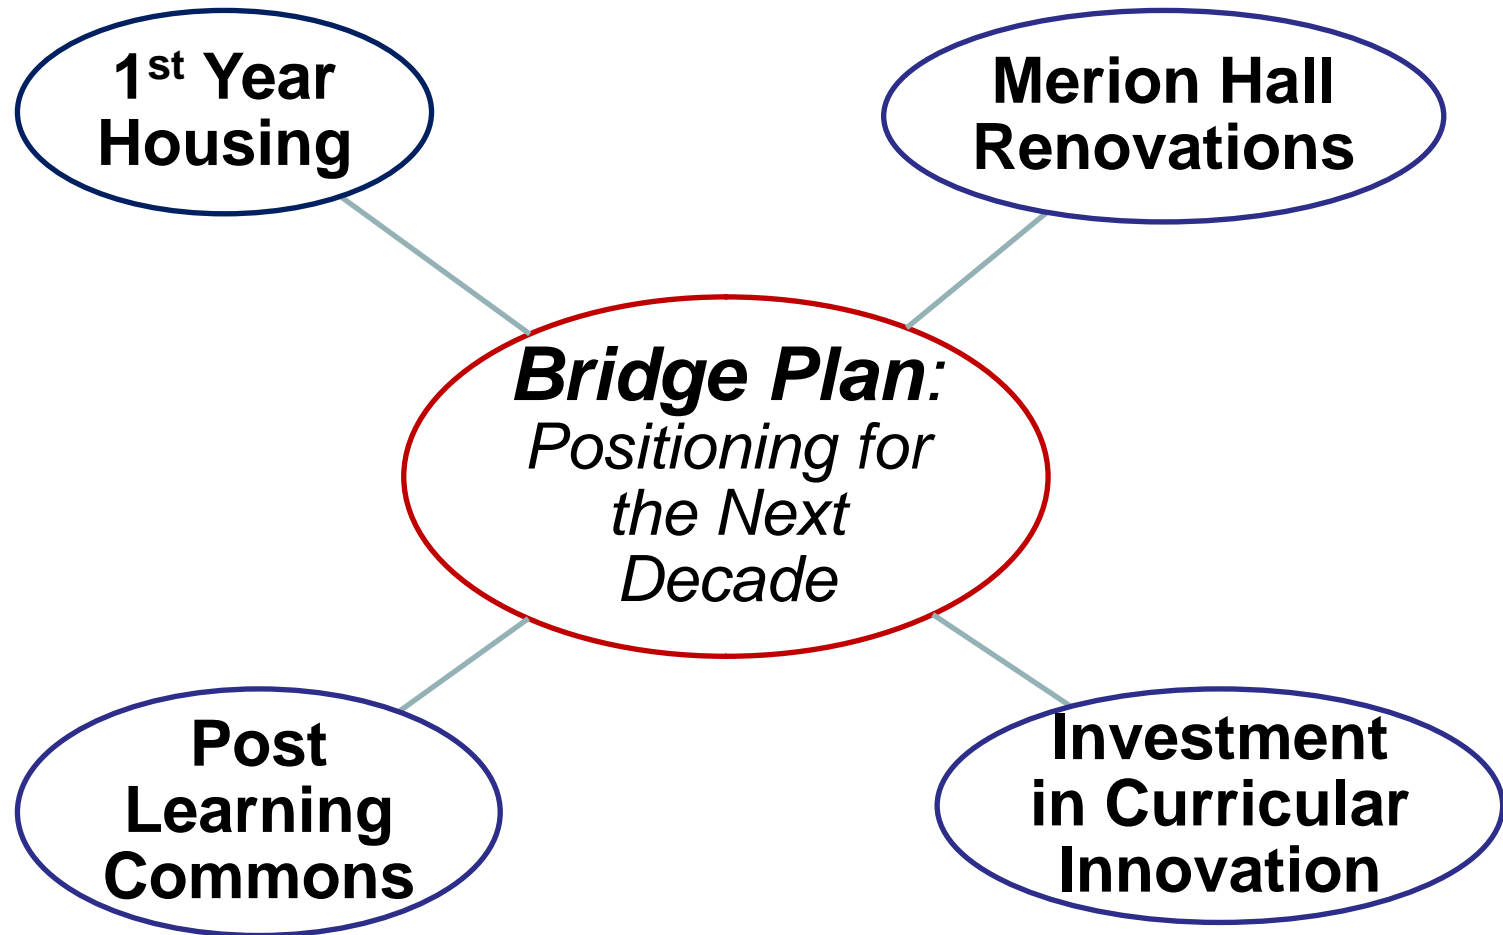 1st Year
Housing
Merion Hall
Renovations
Bridge Plan:
Positioning for
the Next
Decade
Post
Learning
Commons
Investment
in Curricular
Innovation